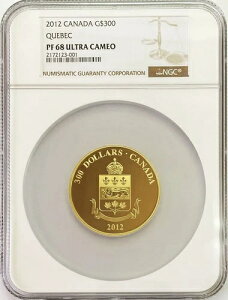 2012 CANADA G$300
QUEBEC
PF 68 ULTRA CAMEO
NUMISMATIC GUARANTY CORPORATION
2172123-001
NGC
300 DOLLARS · CANADA
2012